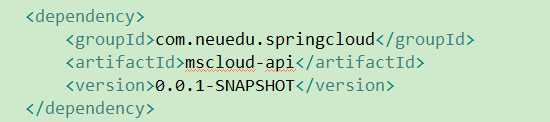 <dependency>
<groupId>com.neuedu.springcloud</groupId>
<artifactId>mscloud-api</artifactId>
<version>0.0.1-SNAPSHOT</version>
</dependency>